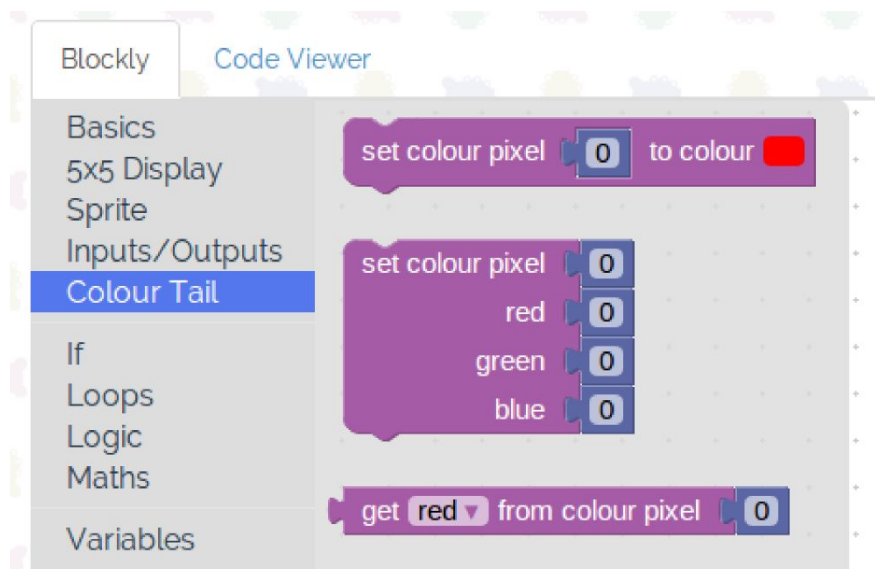 Blockly Code Viewer
Basics
5x5 Display
Sprite
Inputs/Outputs
Colour Tail
If
Loops
Logic
Maths
Variables
set colour pixel 0 to colour
set colour pixel 0
red 0
green 0
blue 0
get red from colour pixel 0